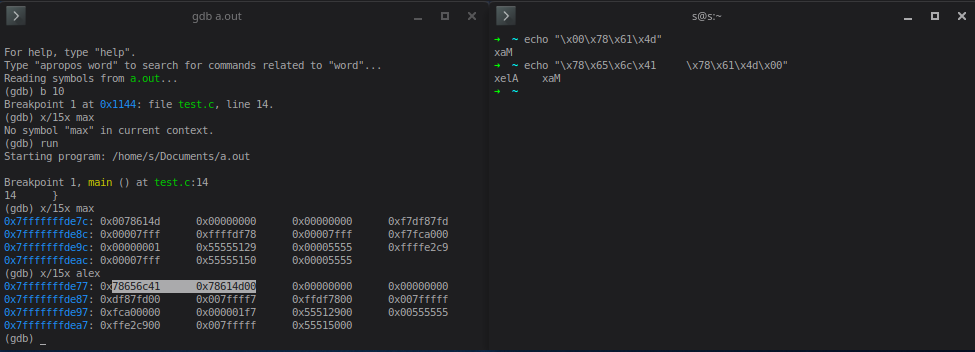 gdb a.out
For help, type "help".
Type "apropos word" to search for commands related to "word"...
Reading symbols from a.out...
(gdb) b 10
Breakpoint 1 at 0x1144: file test.c, line 14.
(gdb) x/15x max
No symbol "max" in current context.
(gdb) run
Starting program: /home/s/Documents/a.out
Breakpoint 1, main () at test.c:14
14      }
(gdb) x/15x max
0x7fffffffde7c: 0x0078614d      0x00000000      0x00000000      0xf7df87fd
0x7fffffffde8c: 0x00007fff      0xffffdf78      0x00007fff      0xf7fca000
0x7fffffffde9c: 0x00000001      0x55555129      0x00005555      0xffffe2c9
0x7fffffffdeac: 0x00007fff      0x55555150      0x00005555
(gdb) x/15x alex
0x7fffffffde77: 0x78656c41      0x78614d00      0x00000000      0x00000000
0x7fffffffde87: 0xdf87fd00      0x007ffff7      0xffdf7800      0x007fffff
0x7fffffffde97: 0xfca00000      0x000001f7      0x55512900      0x00555555
0x7fffffffdea7: 0xffe2c900      0x007fffff      0x55515000
(gdb) _
s@s:~
➜  ~ echo "\x00\x78\x61\x4d"
xaM
➜  ~ echo "\x78\x65\x6c\x41     \x78\x61\x4d\x00"
xelA    xaM
➜  ~